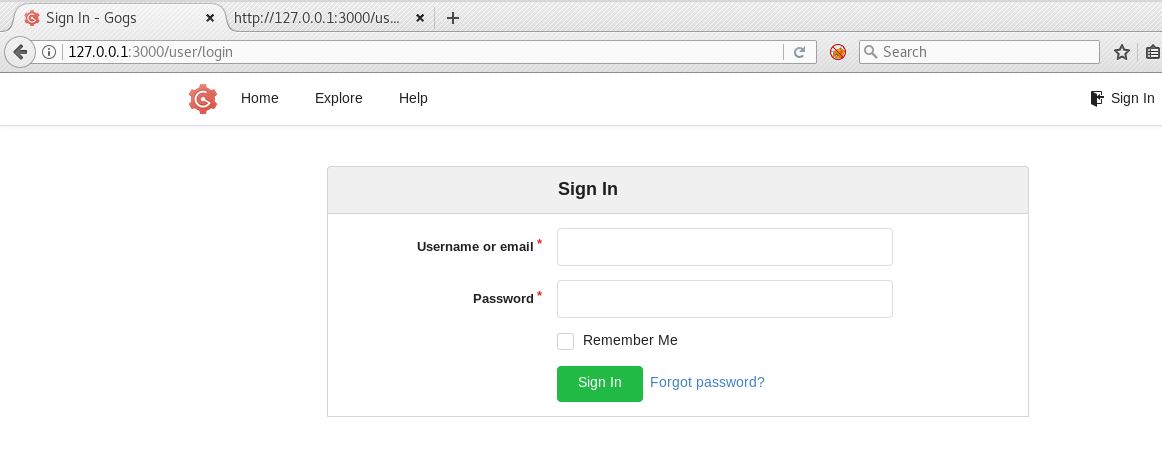 Sign In - Gogs http://127.0.0.1:3000/us...
127.0.0.1:3000/user/login Search
Home Explore Help Sign In
Sign In
Username or email *
Password *
Remember Me
Sign In Forgot password?